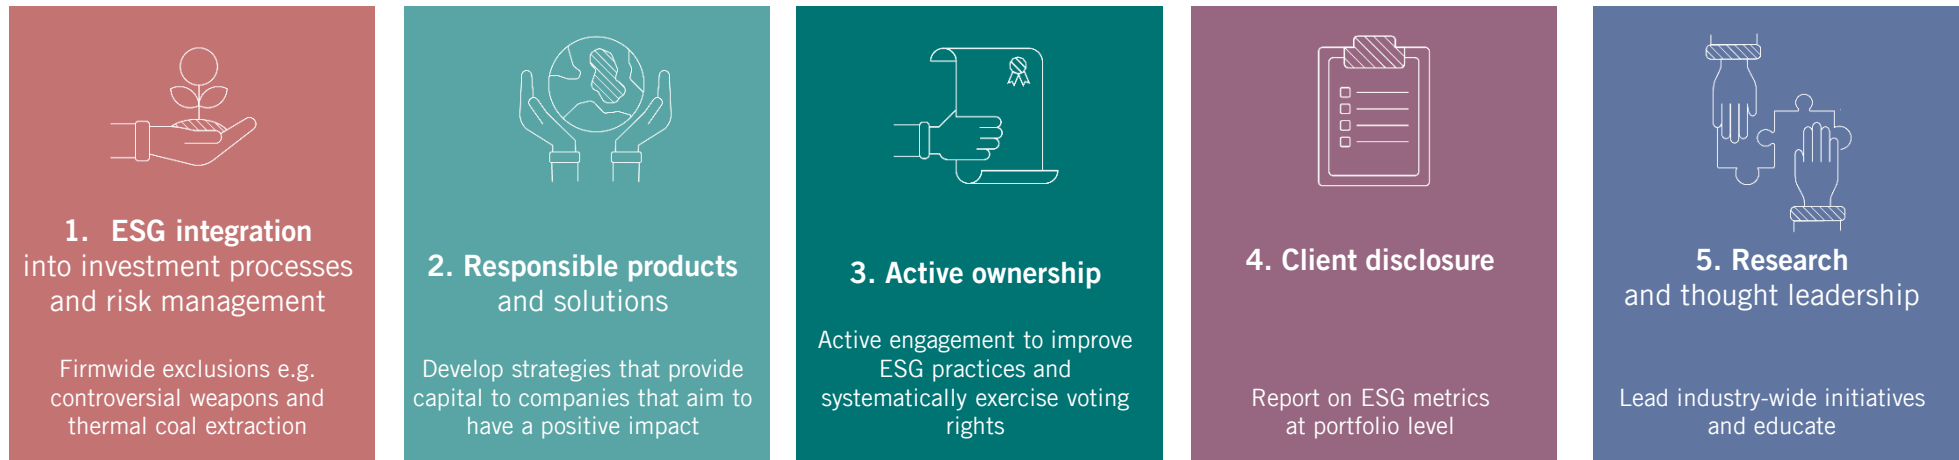 1. ESG integration
into investment processes
and risk management
Firmwide exclusions e.g.
controversial weapons and
thermal coal extraction
2. Responsible products
and solutions
Develop strategies that provide
capital to companies that aim to
have a positive impact
3. Active ownership
Active engagement to improve
ESG practices and
systematically exercise voting
rights
4. Client disclosure
Report on ESG metrics
at portfolio level
5. Research
and thought leadership
Lead industry-wide initiatives
and educate